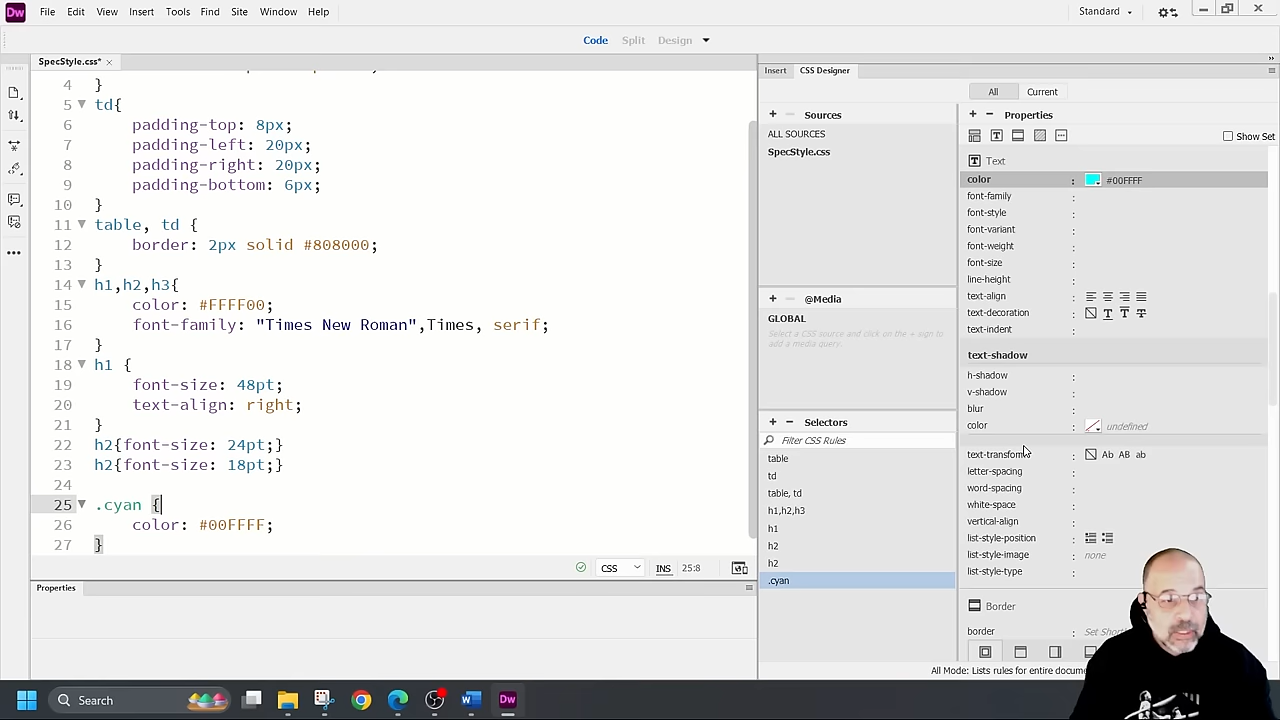 Dw File Edit View Insert Tools Find Site Window Help Standard
Code Split Design
SpecStyle.css* ×
4 }
5 td{
6 padding-top: 8px;
7 padding-left: 20px;
8 padding-right: 20px;
9 padding-bottom: 6px;
10 }
11 table, td {
12 border: 2px solid #808000;
13 }
14 h1,h2,h3{
15 color: #FFFF00;
16 font-family: "Times New Roman",Times, serif;
17 }
18 h1 {
19 font-size: 48pt;
20 text-align: right;
21 }
22 h2{font-size: 24pt;}
23 h2{font-size: 18pt;}
24
25 .cyan {
26 color: #00FFFF;
27 }
CSS INS 25:8
Properties
Insert CSS Designer
All Current
+ − Sources
ALL SOURCES
SpecStyle.css
+ − @Media
GLOBAL
Select a CSS source and click on the + sign to
add a media query.
+ − Selectors
Filter CSS Rules
table
td
table, td
h1,h2,h3
h1
h2
h2
.cyan
+ − Properties
Show Set
Text
color : #00FFFF
font-family :
font-style :
font-variant :
font-weight :
font-size :
line-height :
text-align :
text-decoration :
text-indent :
text-shadow
h-shadow :
v-shadow :
blur :
color : undefined
text-transform : Ab AB ab
letter-spacing :
word-spacing :
white-space :
vertical-align :
list-style-position :
list-style-image : none
list-style-type :
Border
border :
All Mode: Lists rules for entire
Search